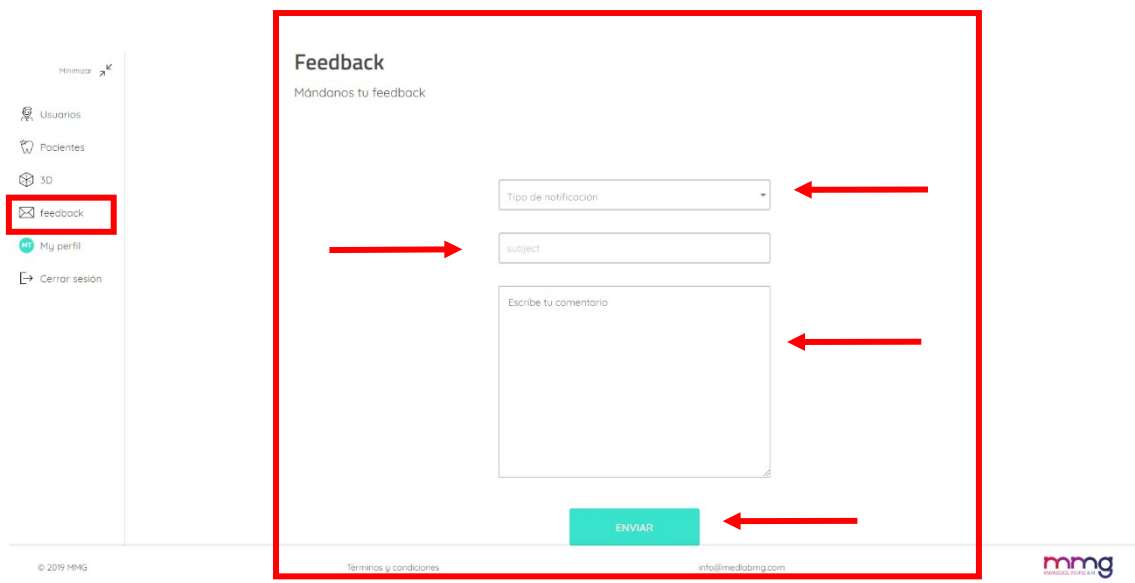 Minimizar
Usuarios
Pacientes
3D
feedback
MT
My perfil
Cerrar sesión
Feedback
Mándanos tu feedback
Tipo de notificación
subject
Escribe tu comentario
ENVIAR
© 2019 MMG
Términos y condiciones
info@medlabmg.com
mmg